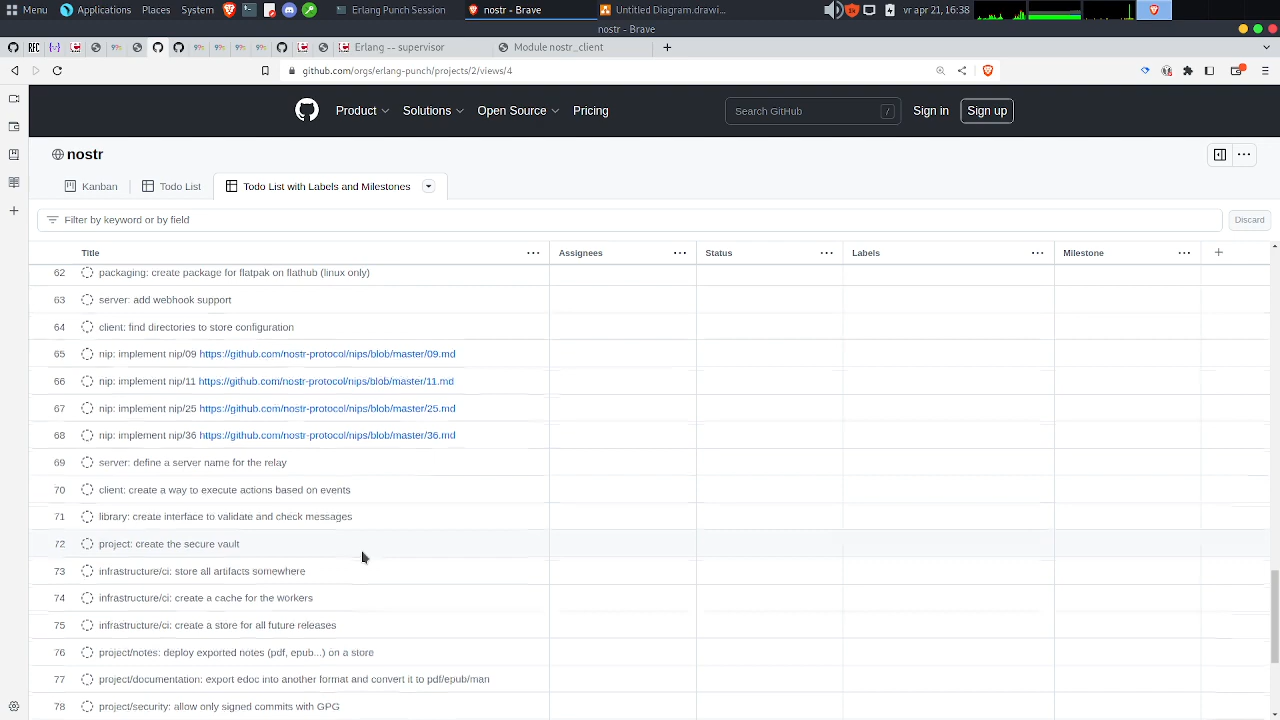 Menu Applications Places System Erlang Punch Session nostr - Brave Untitled Diagram.drawi... vr apr 21, 16:38
nostr - Brave
Erlang -- supervisor Module nostr_client
github.com/orgs/erlang-punch/projects/2/views/4
Product Solutions Open Source Pricing Search GitHub / Sign in Sign up
nostr
Kanban Todo List Todo List with Labels and Milestones
Filter by keyword or by field Discard
Title Assignees Status Labels Milestone
62 packaging: create package for flatpak on flathub (linux only)
63 server: add webhook support
64 client: find directories to store configuration
65 nip: implement nip/09 https://github.com/nostr-protocol/nips/blob/master/09.md
66 nip: implement nip/11 https://github.com/nostr-protocol/nips/blob/master/11.md
67 nip: implement nip/25 https://github.com/nostr-protocol/nips/blob/master/25.md
68 nip: implement nip/36 https://github.com/nostr-protocol/nips/blob/master/36.md
69 server: define a server name for the relay
70 client: create a way to execute actions based on events
71 library: create interface to validate and check messages
72 project: create the secure vault
73 infrastructure/ci: store all artifacts somewhere
74 infrastructure/ci: create a cache for the workers
75 infrastructure/ci: create a store for all future releases
76 project/notes: deploy exported notes (pdf, epub...) on a store
77 project/documentation: export edoc into another format and convert it to pdf/epub/man
78 project/security: allow only signed commits with GPG